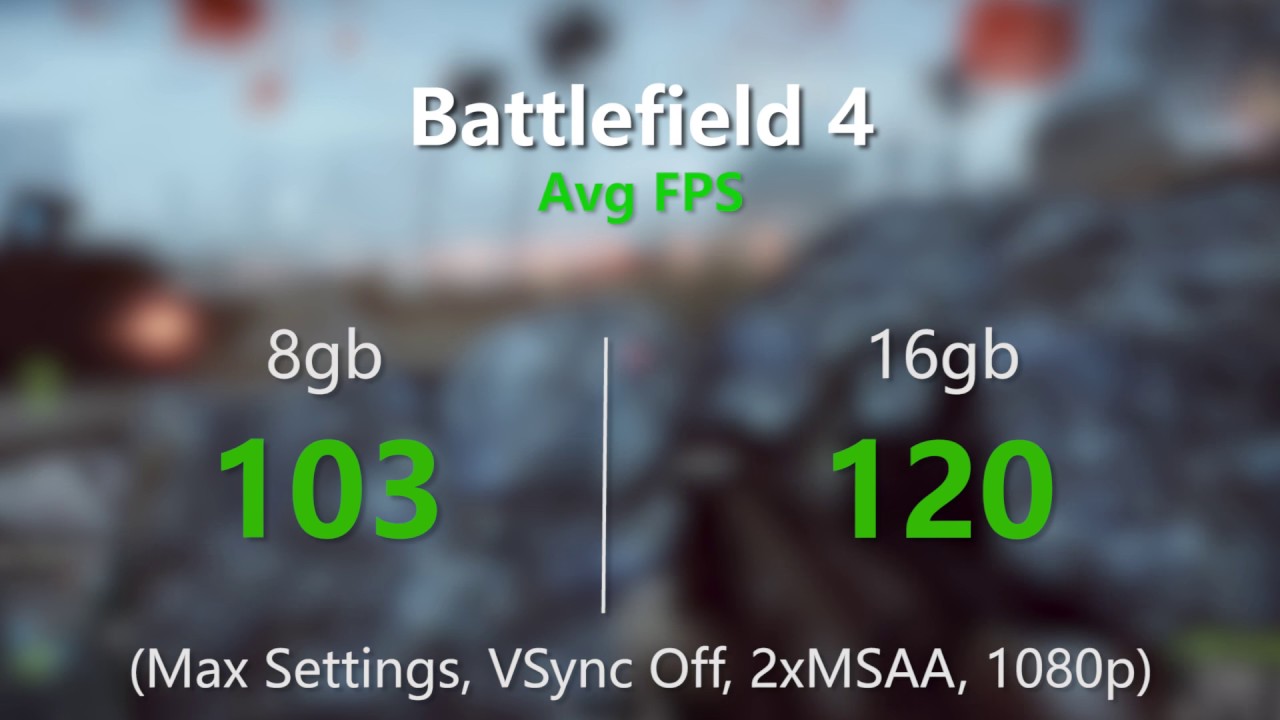 Battlefield 4
Avg FPS
8gb
16gb
103
120
(Max Settings, VSync Off, 2xMSAA, 1080p)